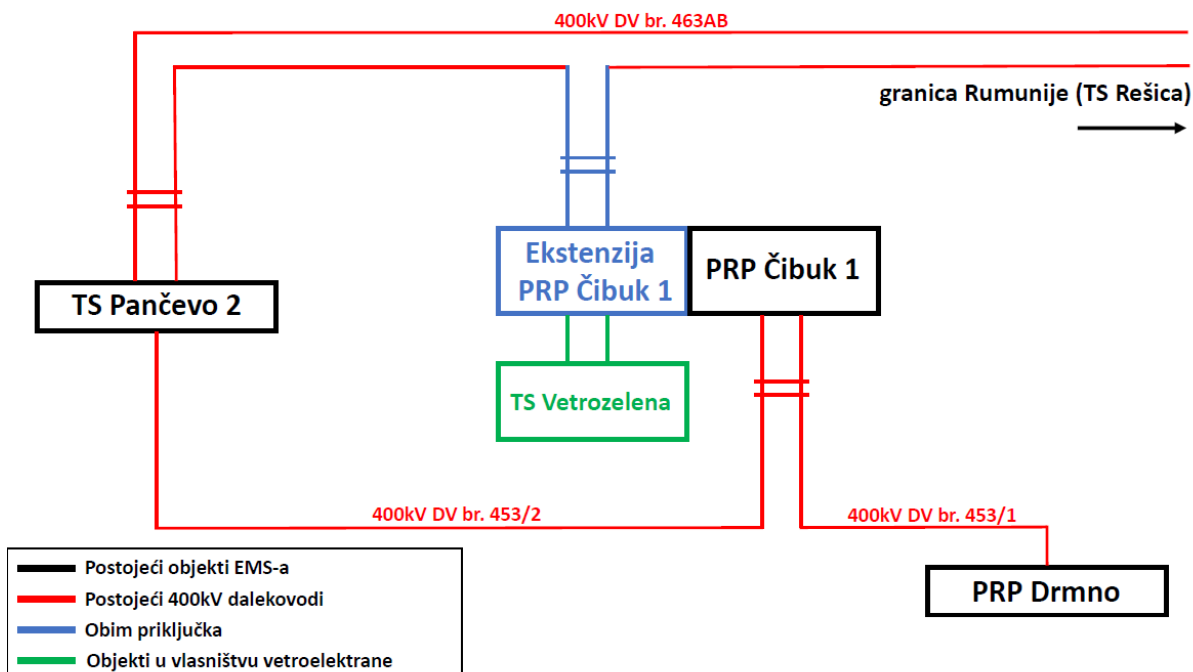 400kV DV br. 463AB
granica Rumunije (TS Rešica)
Ekstenzija
PRP Čibuk 1
PRP Čibuk 1
TS Pančevo 2
TS Vetrozelena
400kV DV br. 453/2
400kV DV br. 453/1
PRP Drmno
Postojeći objekti EMS-a
Postojeći 400kV dalekovodi
Obim priključka
Objekti u vlasništvu vetroelektrane